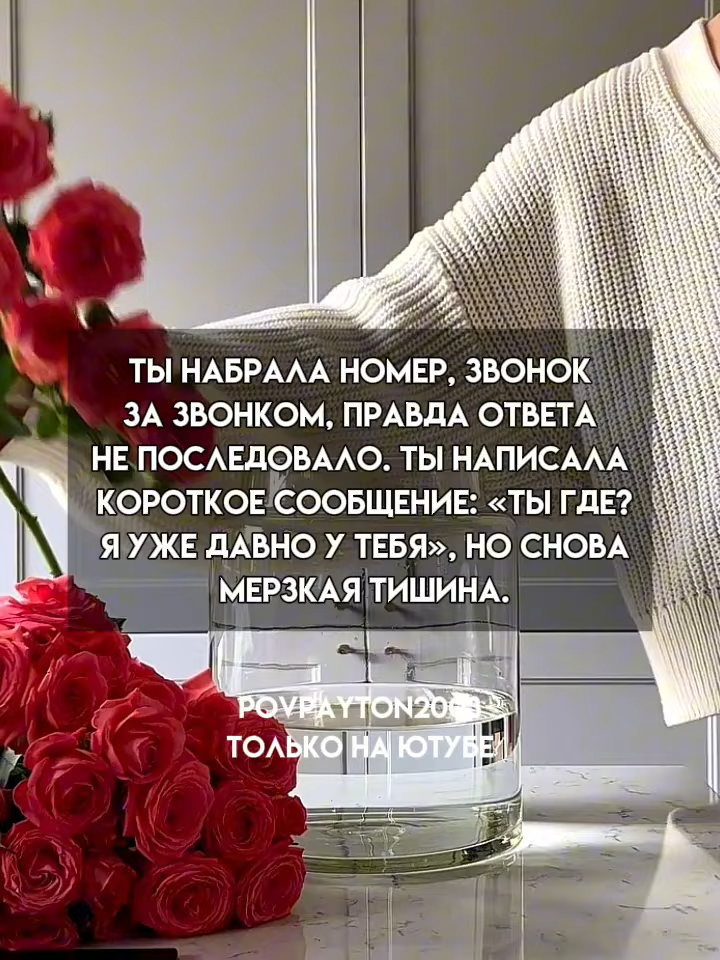 ТЫ НАБРАЛА НОМЕР, ЗВОНОК
ЗА ЗВОНКОМ, ПРАВДА ОТВЕТА
НЕ ПОСЛЕДОВАЛО. ТЫ НАПИСАЛА
КОРОТКОЕ СООБЩЕНИЕ: «ТЫ ГДЕ?
Я УЖЕ ДАВНО У ТЕБЯ», НО СНОВА
МЕРЗКАЯ ТИШИНА.
ТОЛЬКО НА ЮТУБЕ